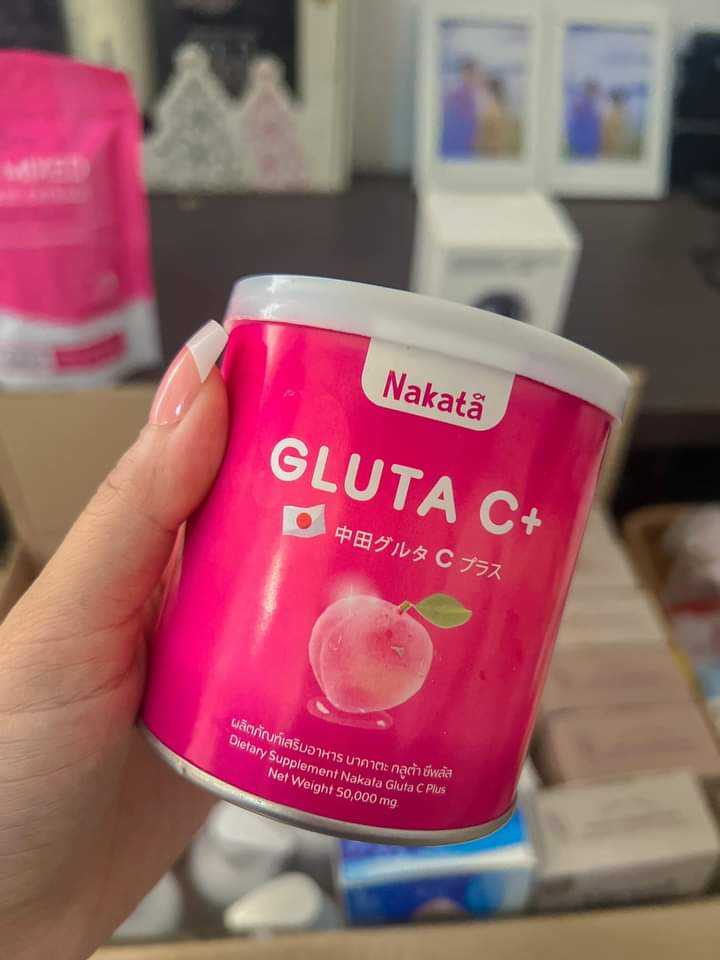 MIXED
Nakata
GLUTA C+
中田グルタ C プラス
ผลิตภัณฑ์เสริมอาหาร นาคาตะ กลูต้า ซีพลัส
Dietary Supplement Nakata Gluta C Plus
Net Weight 50,000 mg.